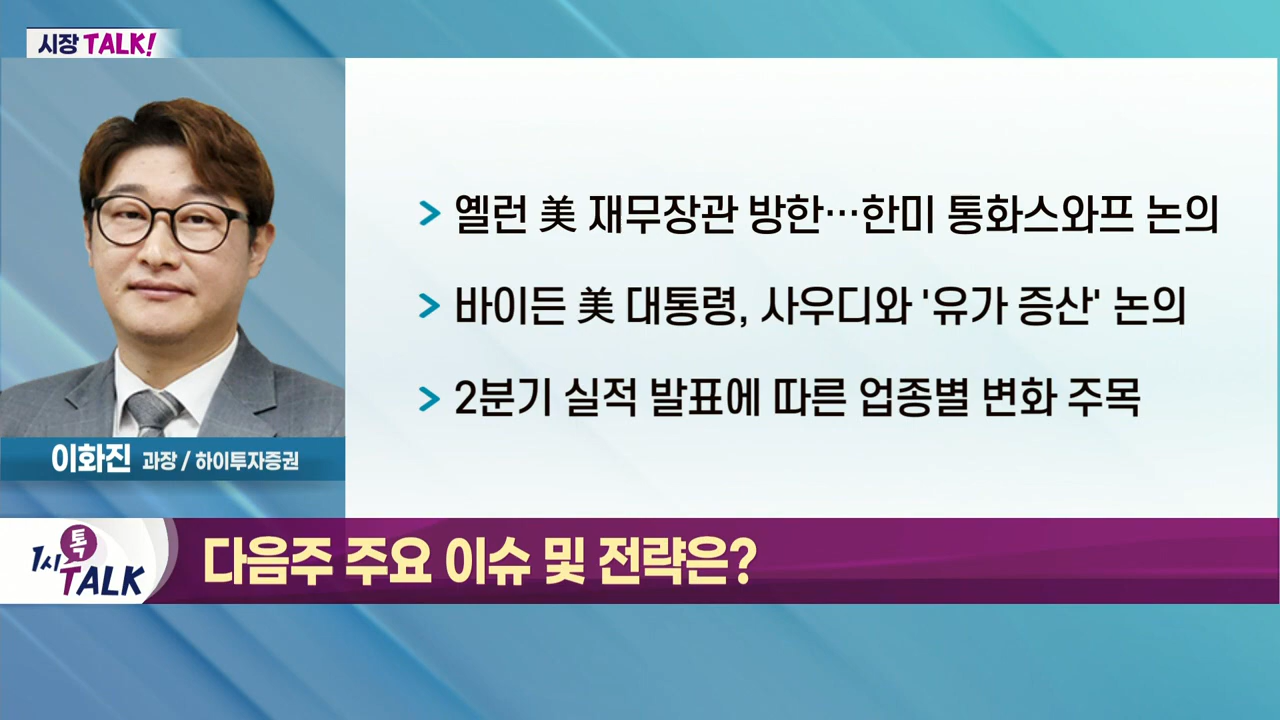 시장 TALK!
> 옐런 美 재무장관 방한…한미 통화스와프 논의
> 바이든 美 대통령, 사우디와 '유가 증산' 논의
> 2분기 실적 발표에 따른 업종별 변화 주목
이화진 과장 / 하이투자증권
1시 톡 TALK
다음주 주요 이슈 및 전략은?